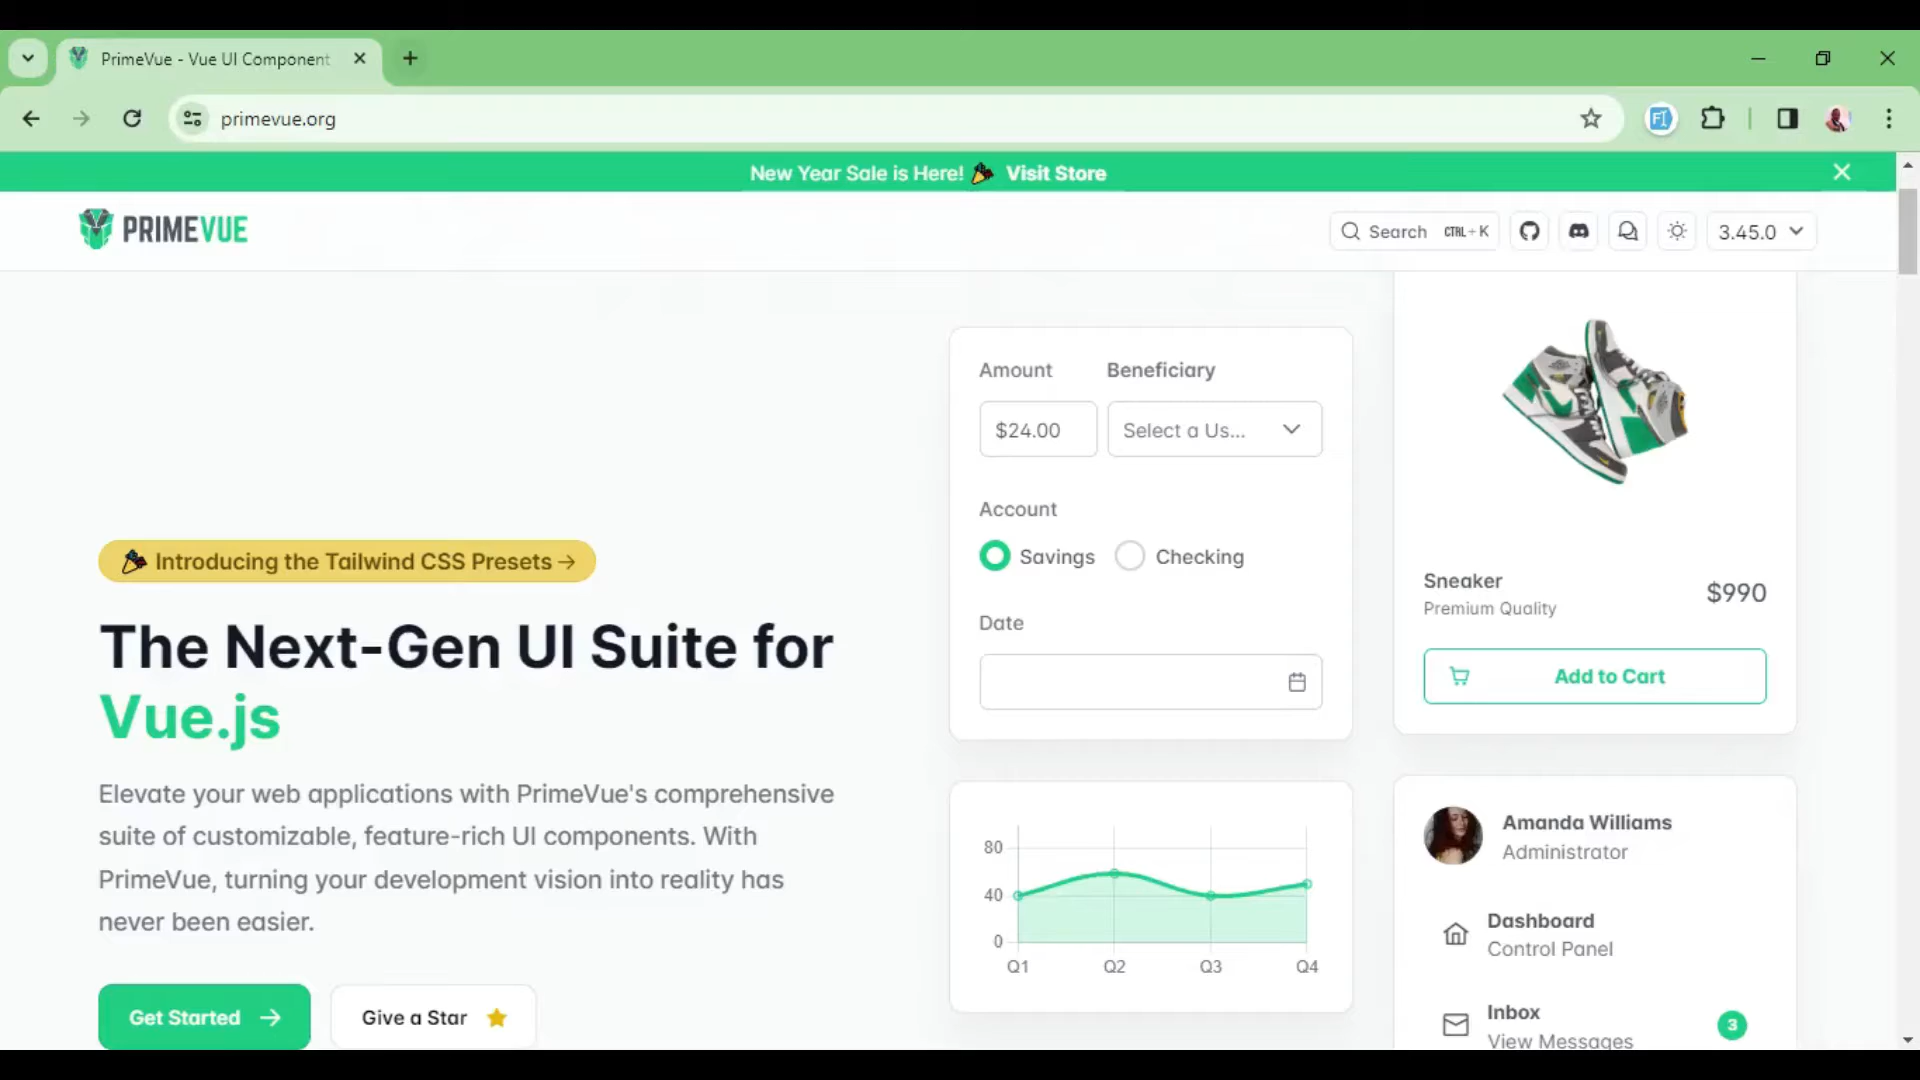 PrimeVue - Vue UI Component
primevue.org
New Year Sale is Here! Visit Store
PRIMEVUE
Search CTRL+K
3.45.0
Amount Beneficiary
$24.00 Select a Us...
Account
Savings Checking
Date
Sneaker
Premium Quality
$990
Add to Cart
Introducing the Tailwind CSS Presets →
The Next-Gen UI Suite for
Vue.js
Elevate your web applications with PrimeVue's comprehensive
suite of customizable, feature-rich UI components. With
PrimeVue, turning your development vision into reality has
never been easier.
Get Started →
Give a Star
80
40
0
Q1 Q2 Q3 Q4
Amanda Williams
Administrator
Dashboard
Control Panel
Inbox
View Messages
3